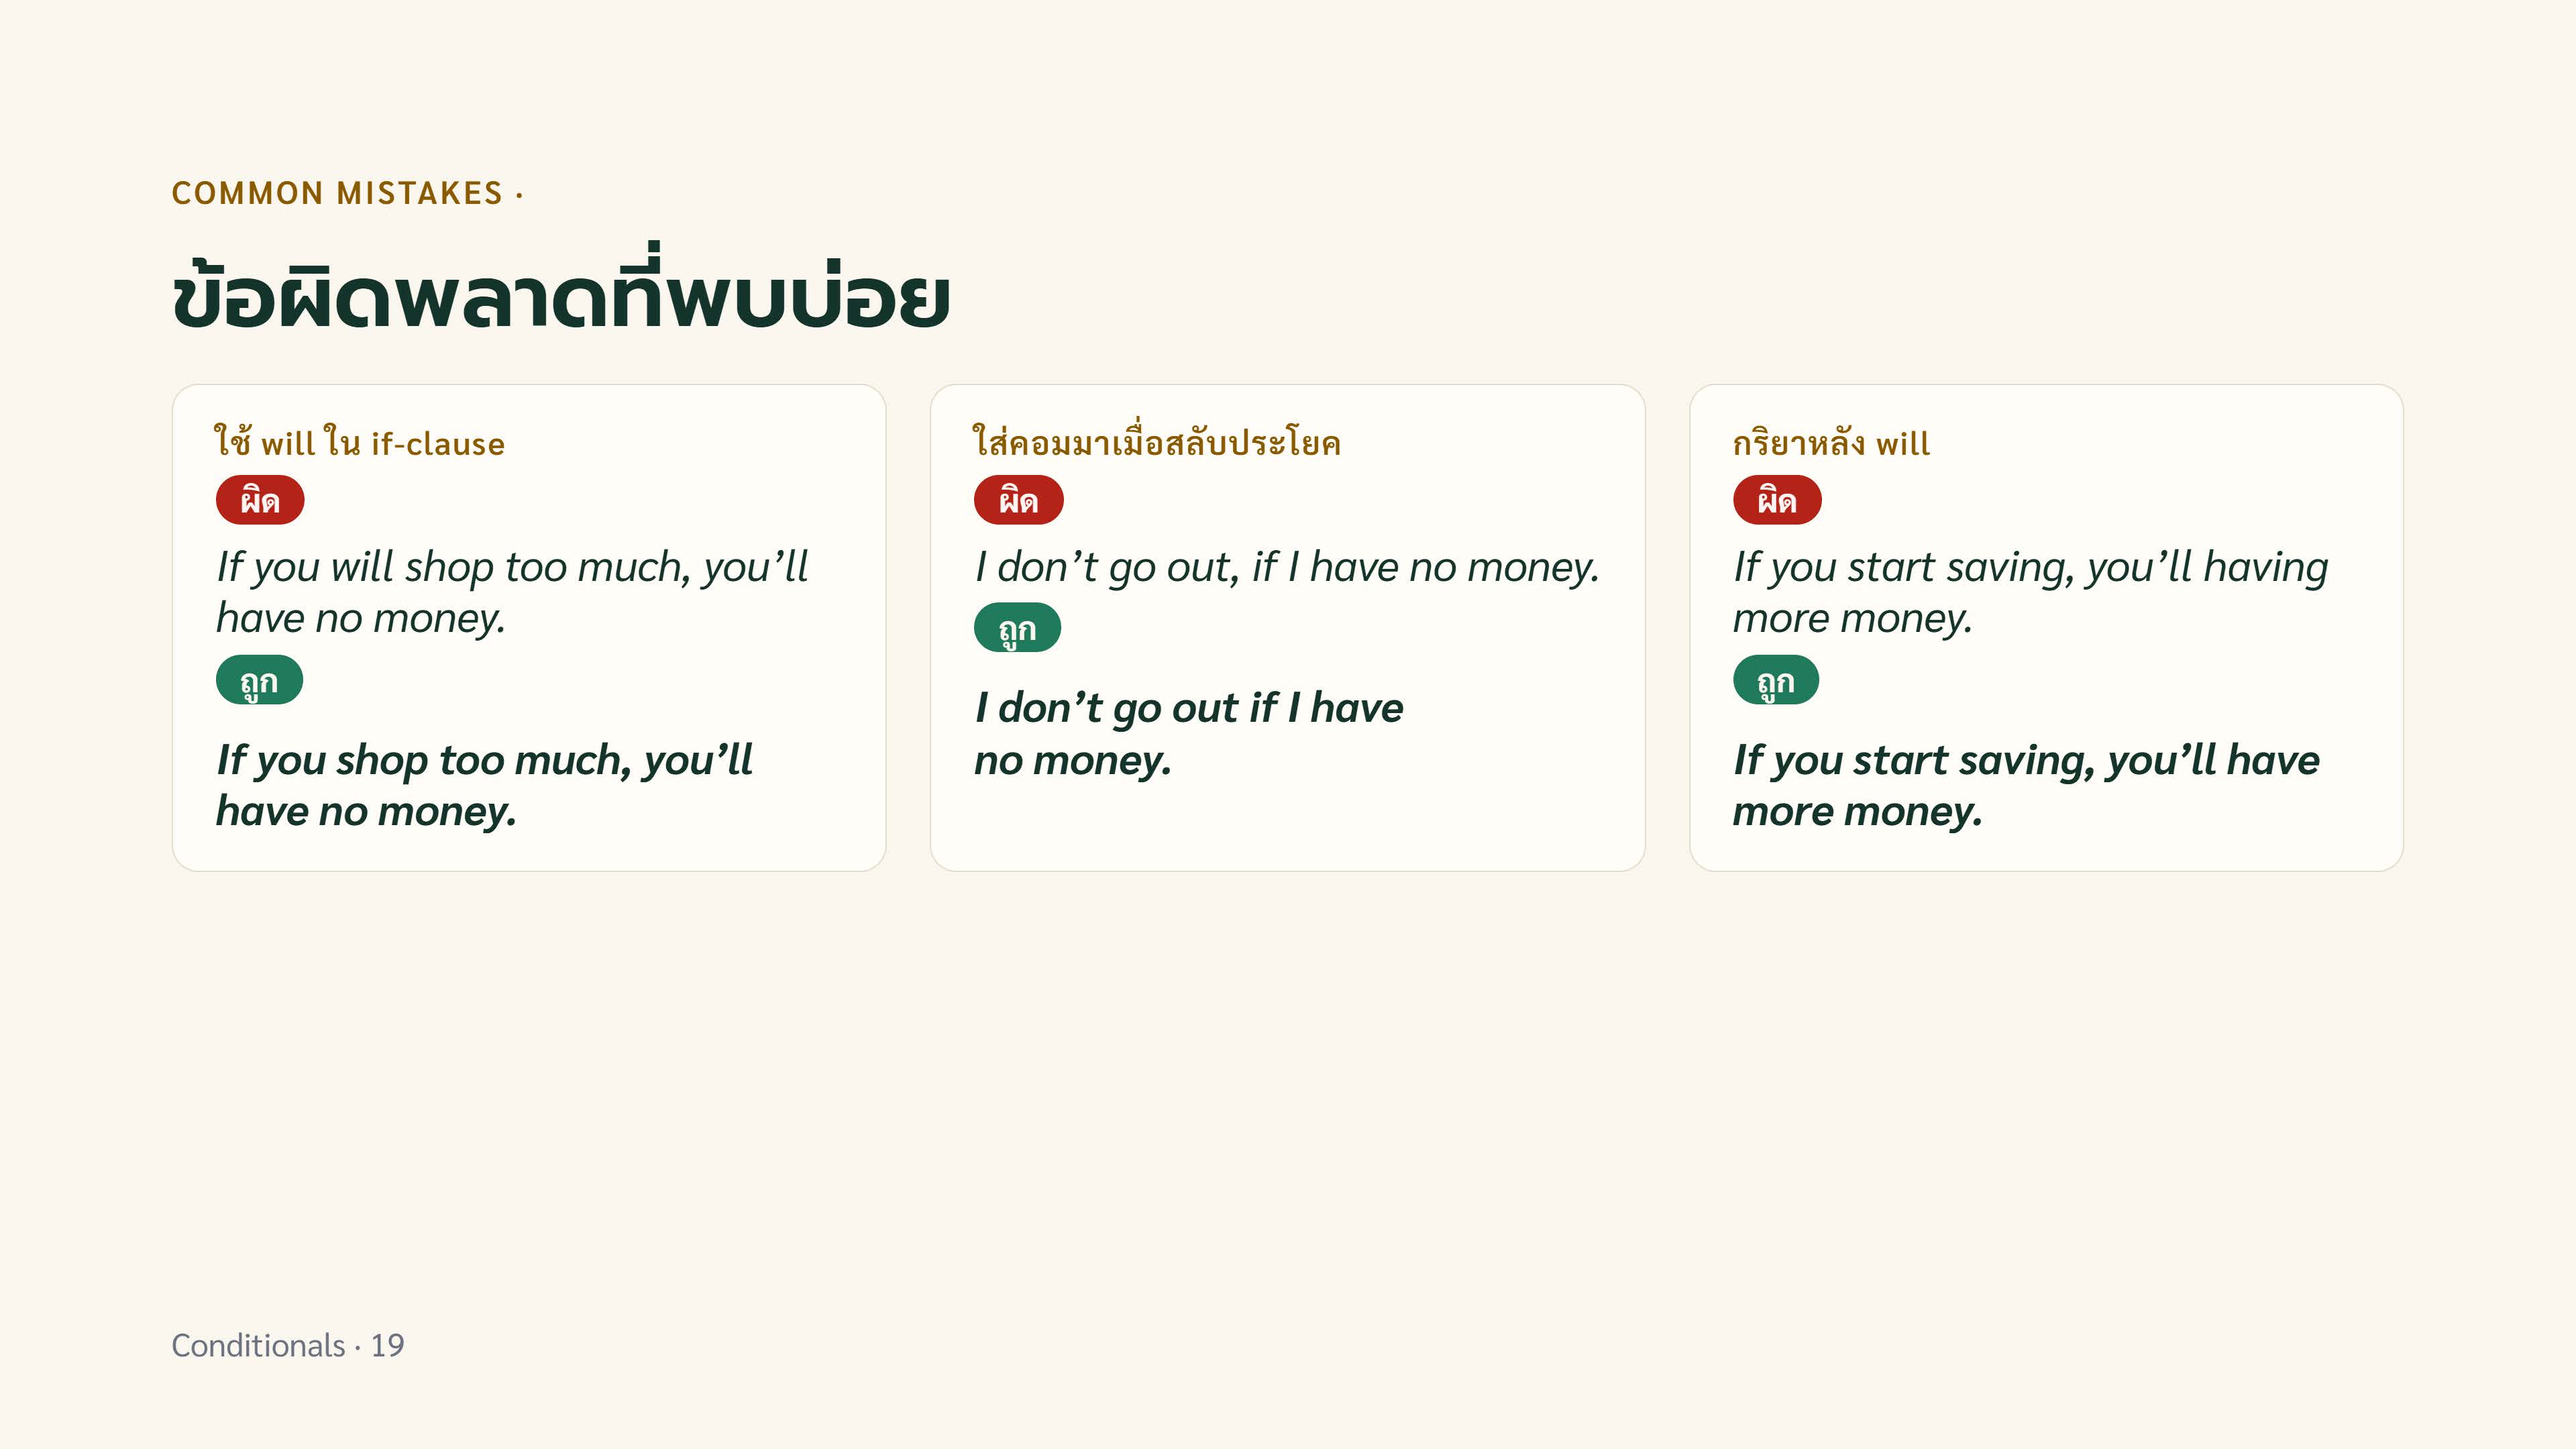 COMMON MISTAKES ·
ข้อผิดพลาดที่พบบ่อย
ใช้ will ใน if-clause
ผิด
If you will shop too much, you’ll
have no money.
ถูก
If you shop too much, you’ll
have no money.
ใส่คอมมาเมื่อสลับประโยค
ผิด
I don’t go out, if I have no money.
ถูก
I don’t go out if I have
no money.
กริยาหลัง will
ผิด
If you start saving, you’ll having
more money.
ถูก
If you start saving, you’ll have
more money.
Conditionals · 19